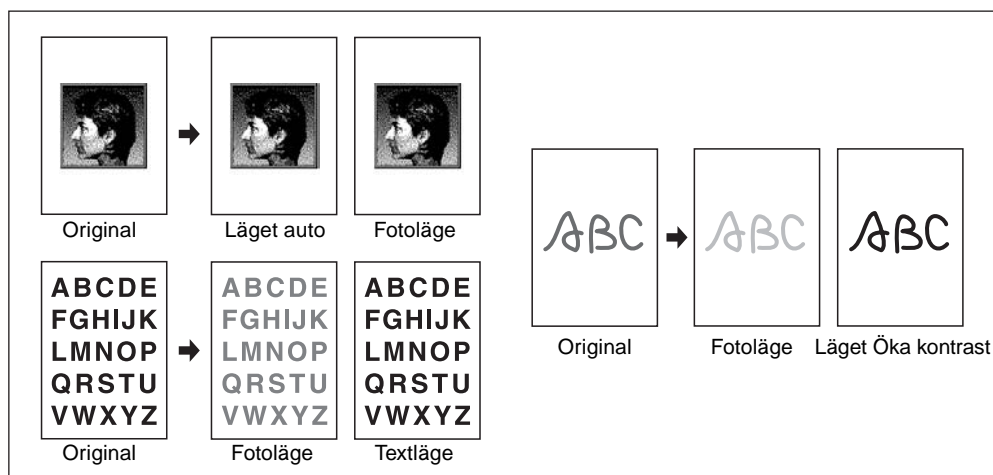 Original
Läget auto
Fotoläge
ABCDE
FGHIJK
LMNOP
QRSTU
VWXYZ
ABCDE
FGHIJK
LMNOP
QRSTU
VWXYZ
ABCDE
FGHIJK
LMNOP
QRSTU
VWXYZ
Original
Fotoläge
Textläge
ABC
ABC
ABC
Original
Fotoläge
Läget Öka kontrast